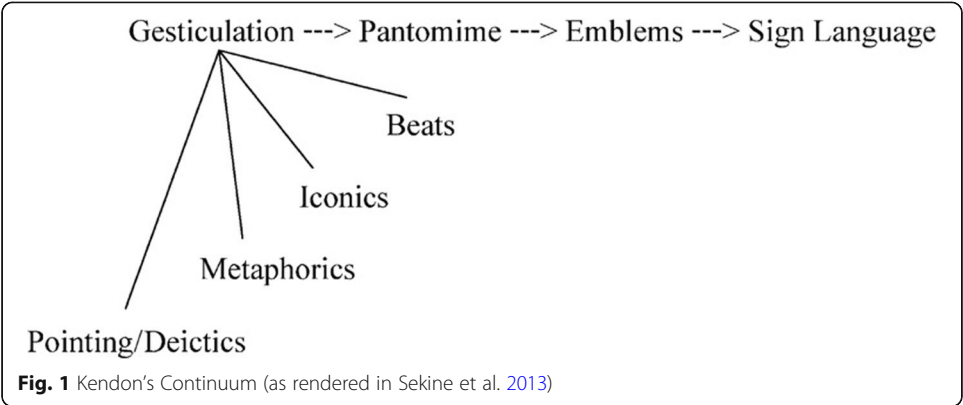 Gesticulation ---> Pantomime ---> Emblems ---> Sign Language
Beats
Iconics
Metaphorics
Pointing/Deictics
Fig. 1 Kendon’s Continuum (as rendered in Sekine et al. 2013)